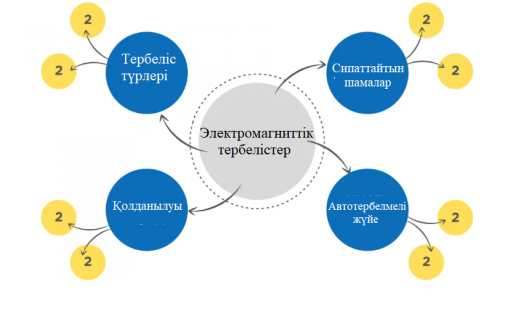 2
2
2
2
Тербеліс
түрлері
Сипаттайтын
шамалар
Электромагниттік
тербелістер
Қолданылуы
Автотербелмелі
жүйе
2
2
2
2